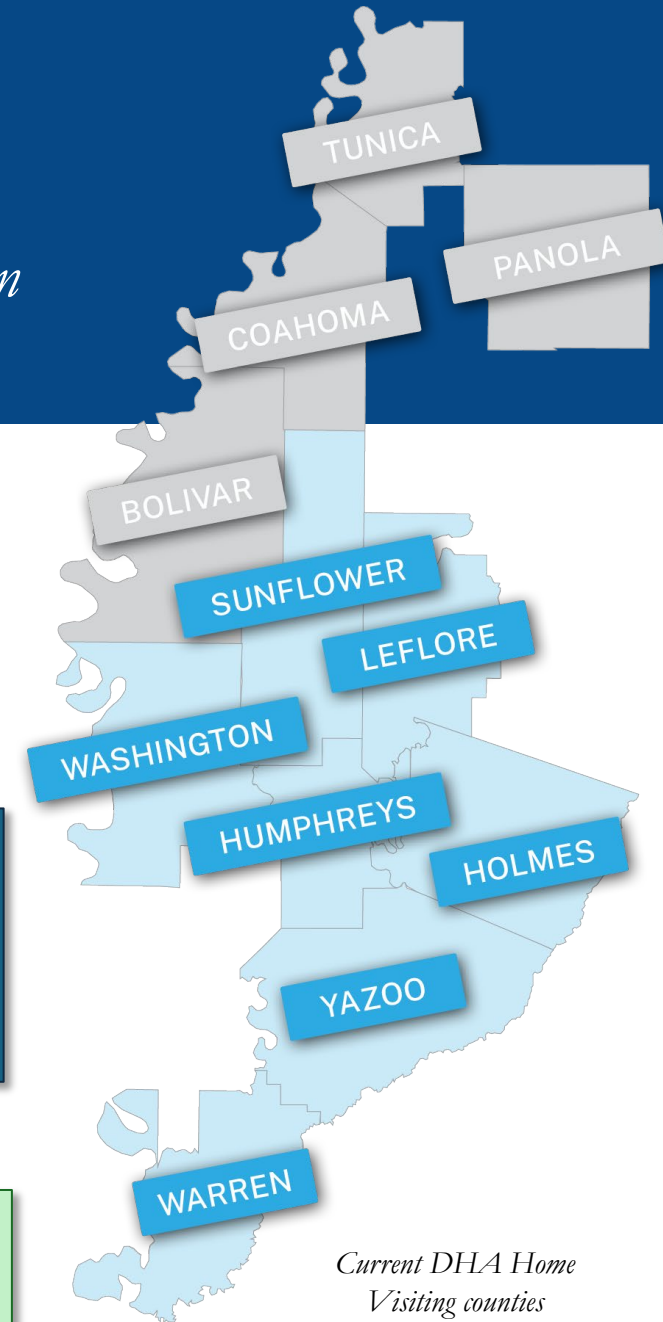 TUNICA
PANOLA
n
COAHOMA
BOLIVAR
SUNFLOWER
LEFLORE
WASHINGTON
HUMPHREYS
HOLMES
YAZOO
WARREN
Current DHA Home
Visiting counties